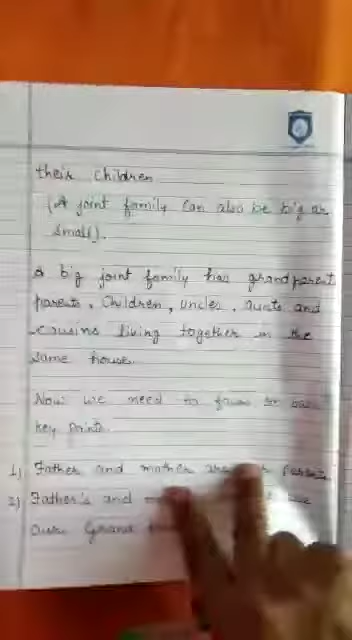 their children
(A joint family can also be big or
small).
A big joint family has grandparent
parents, Children, uncles, aunts and
cousins living together in the
same house.
Now we need to focus on
key points.
1) Father and mother are Parents.
2) Father's and
our Grand